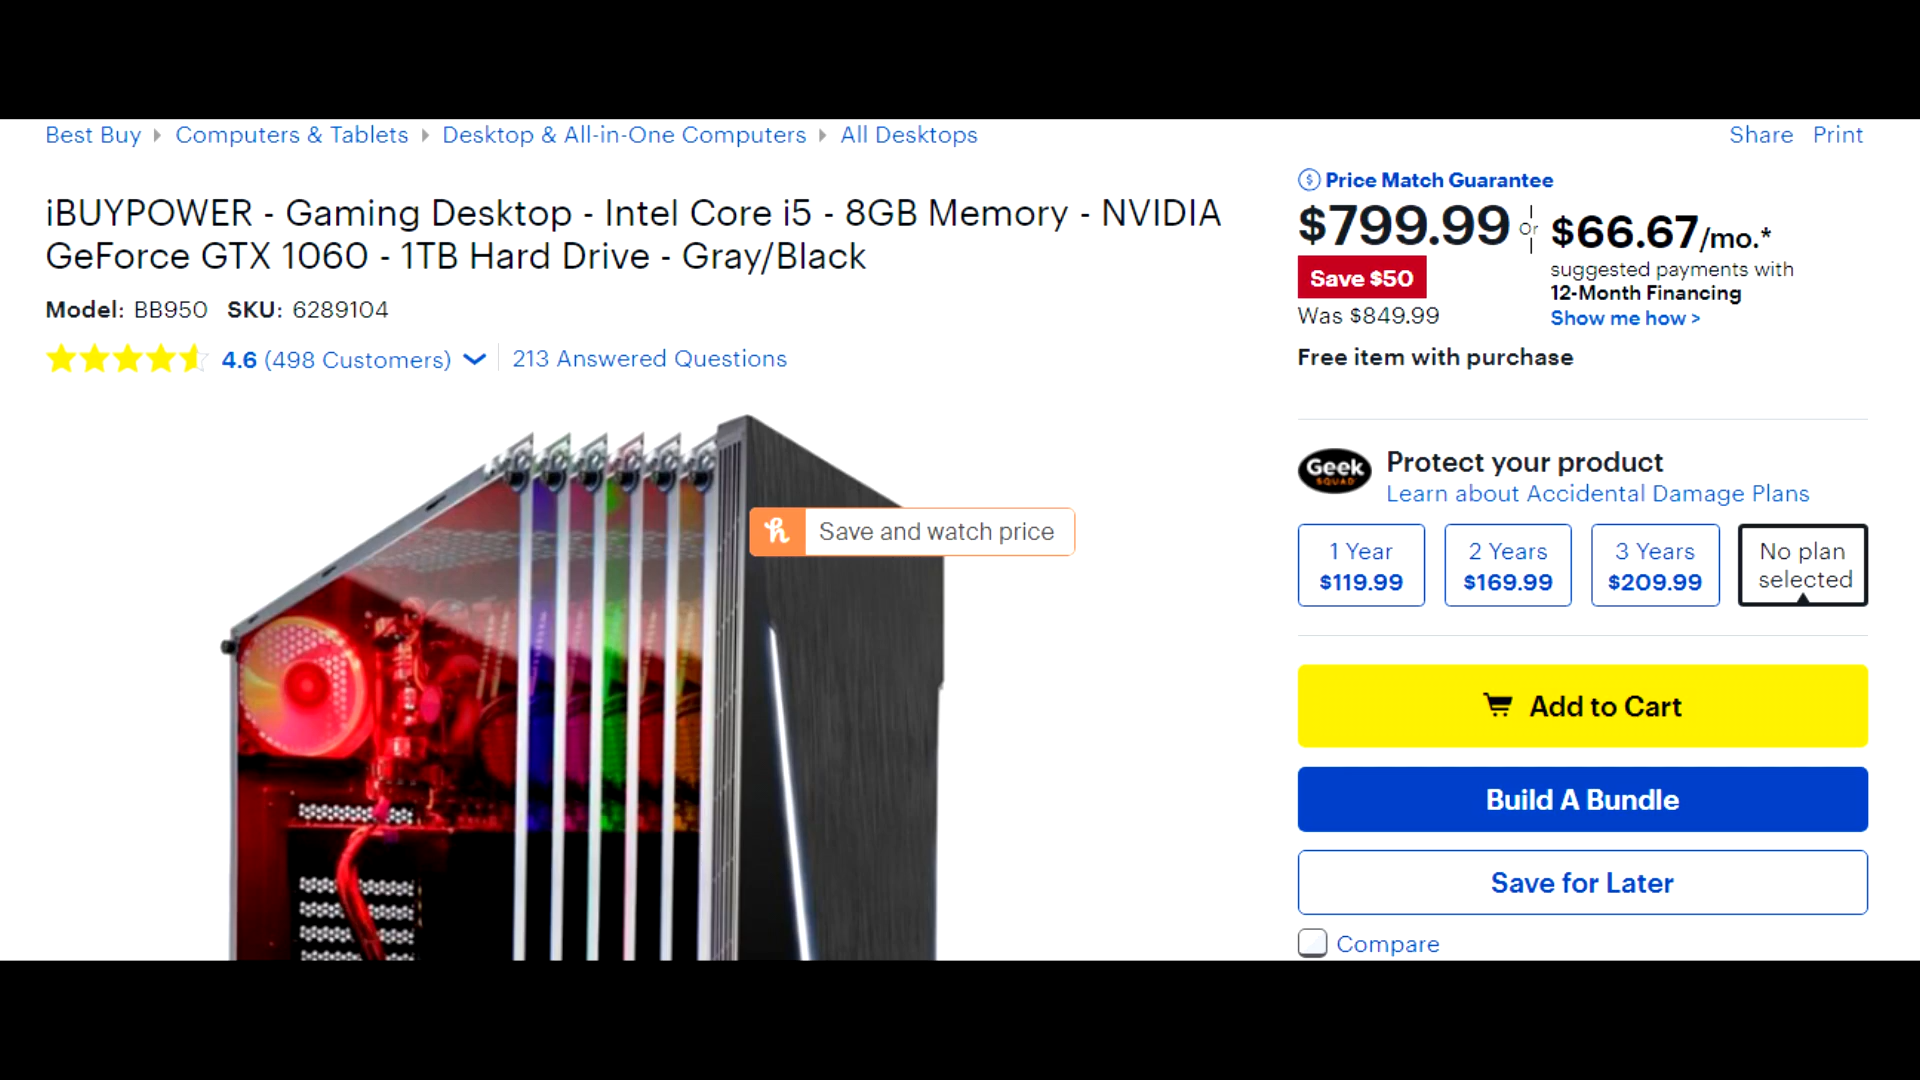 Best Buy Computers & Tablets Desktop & All-in-One Computers All Desktops
Share Print
iBUYPOWER - Gaming Desktop - Intel Core i5 - 8GB Memory - NVIDIA
GeForce GTX 1060 - 1TB Hard Drive - Gray/Black
Model: BB950 SKU: 6289104
4.6 (498 Customers) 213 Answered Questions
Save and watch price
Price Match Guarantee
$799.99 or $66.67/mo.*
Save $50
Was $849.99
suggested payments with
12-Month Financing
Show me how >
Free item with purchase
Geek
SQUAD
Protect your product
Learn about Accidental Damage Plans
1 Year
$119.99
2 Years
$169.99
3 Years
$209.99
No plan
selected
Add to Cart
Build A Bundle
Save for Later
Compare